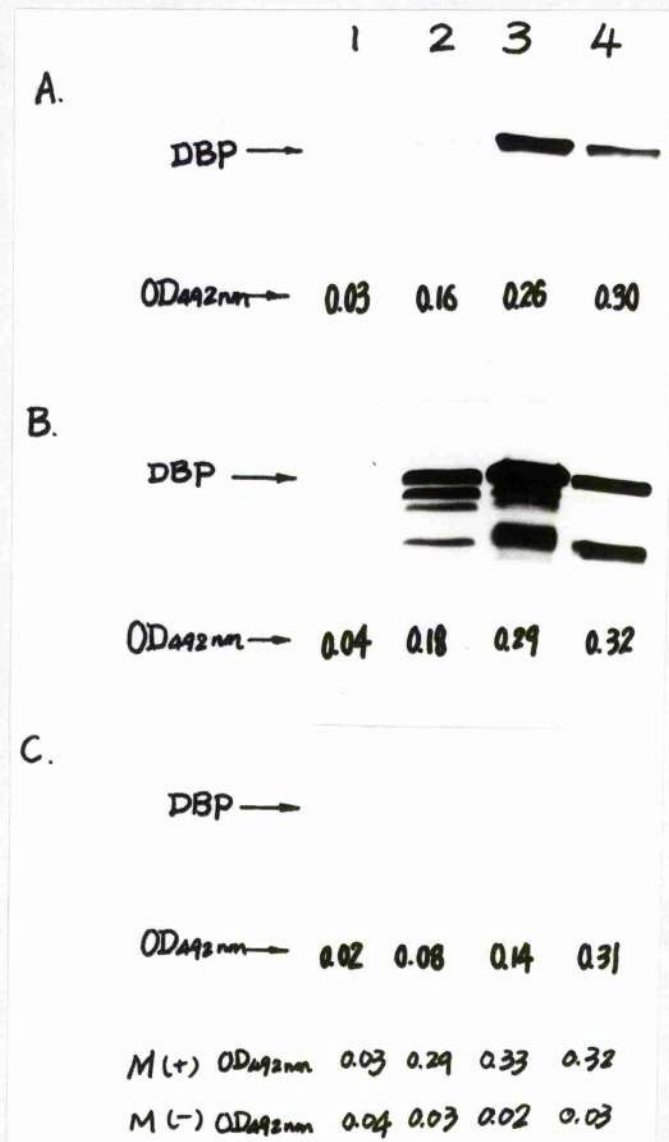 1 2 3 4
A.
DBP →
OD492nm → 0.03 0.16 0.26 0.30
B.
DBP →
OD492nm → 0.04 0.18 0.29 0.32
C.
DBP →
OD492nm → 0.02 0.08 0.14 0.31
M (+) OD492nm 0.03 0.29 0.33 0.32
M (-) OD492nm 0.04 0.03 0.02 0.03